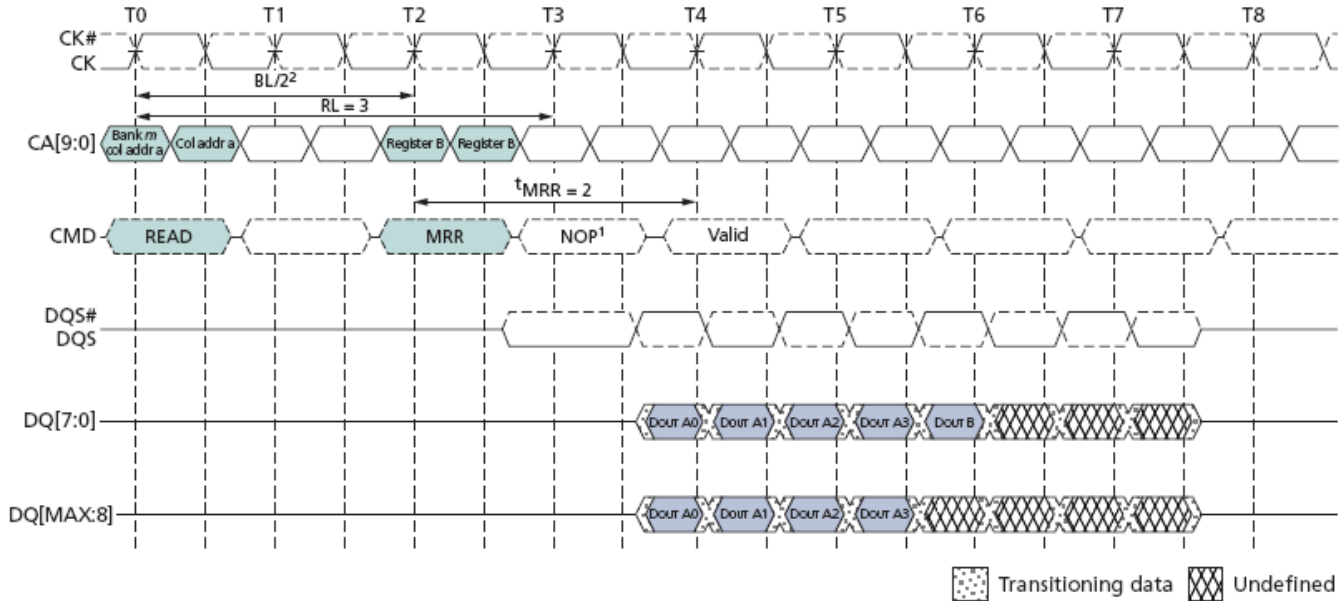 T0 T1 T2 T3 T4 T5 T6 T7 T8
CK#
CK
BL/2²
RL = 3
CA[9:0] Bank m col addr a Col addr a Register B Register B
tMRR = 2
CMD READ MRR NOP¹ Valid
DQS#
DQS
DQ[7:0] DOUT A0 DOUT A1 DOUT A2 DOUT A3 DOUT B
DQ[MAX:8] DOUT A0 DOUT A1 DOUT A2 DOUT A3
Transitioning data Undefined